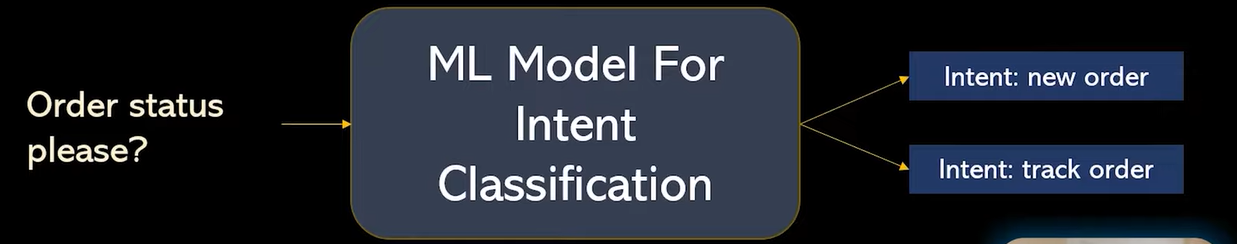 Order status
please?
ML Model For
Intent
Classification
Intent: new order
Intent: track order